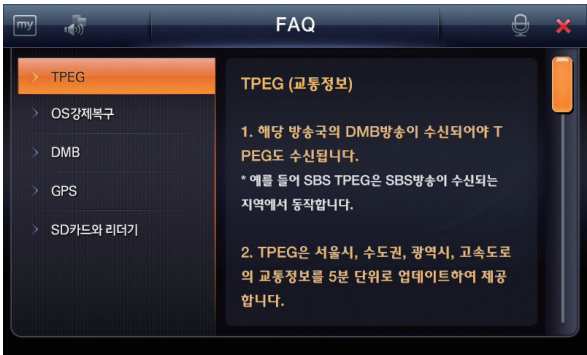 my
FAQ
TPEG
OS강제복구
DMB
GPS
SD카드와 리더기
TPEG (교통정보)
1. 해당 방송국의 DMB방송이 수신되어야 T
PEG도 수신됩니다.
* 예를 들어 SBS TPEG은 SBS방송이 수신되는
지역에서 동작합니다.
2. TPEG은 서울시, 수도권, 광역시, 고속도로
의 교통정보를 5분 단위로 업데이트하여 제공
합니다.